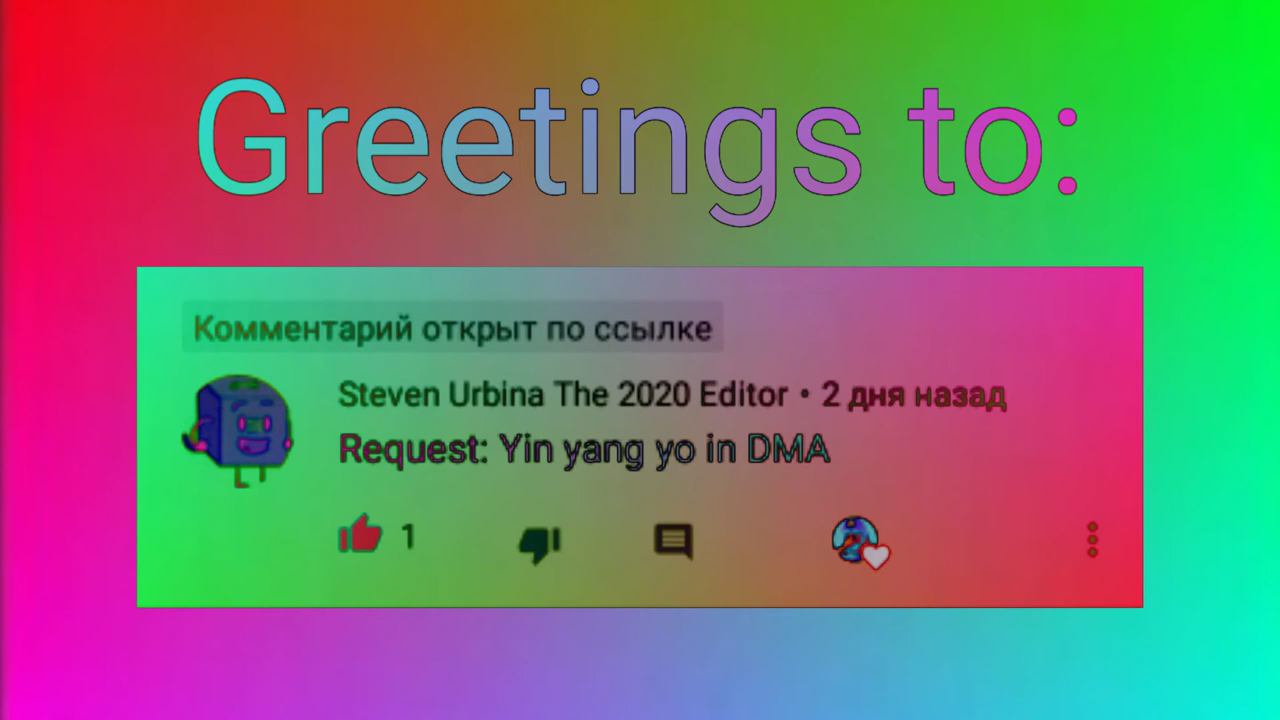 Greetings to:
Комментарий открыт по ссылке
Steven Urbina The 2020 Editor • 2 дня назад
Request: Yin yang yo in DMA
1